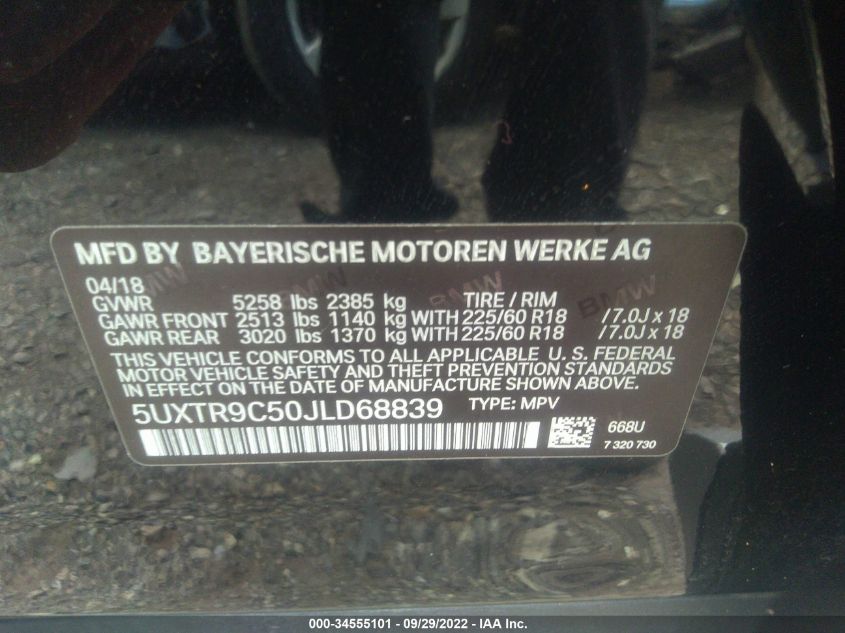 MFD BY BAYERISCHE MOTOREN WERKE AG
04/18
GVWR 5258 lbs 2385 kg TIRE / RIM
GAWR FRONT 2513 lbs 1140 kg WITH 225/60 R18 / 7.0J x 18
GAWR REAR 3020 lbs 1370 kg WITH 225/60 R18 / 7.0J x 18
THIS VEHICLE CONFORMS TO ALL APPLICABLE U. S. FEDERAL
MOTOR VEHICLE SAFETY AND THEFT PREVENTION STANDARDS
IN EFFECT ON THE DATE OF MANUFACTURE SHOWN ABOVE.
5UXTR9C50JLD68839 TYPE: MPV
668U
7 320 730
BMW
BMW
BMW
000-34555101 - 09/29/2022 - IAA Inc.